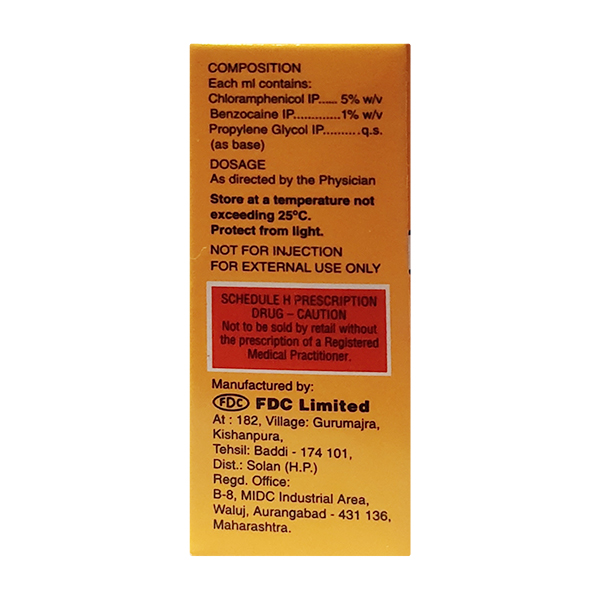 COMPOSITION
Each ml contains:
Chloramphenicol IP...... 5% w/v
Benzocaine IP.............1% w/v
Propylene Glycol IP..........q.s.
(as base)
DOSAGE
As directed by the Physician
Store at a temperature not
exceeding 25°C.
Protect from light.
NOT FOR INJECTION
FOR EXTERNAL USE ONLY
SCHEDULE H PRESCRIPTION
DRUG – CAUTION
Not to be sold by retail without
the prescription of a Registered
Medical Practitioner.
Manufactured by:
FDC FDC Limited
At : 182, Village: Gurumajra,
Kishanpura,
Tehsil: Baddi - 174 101,
Dist.: Solan (H.P.)
Regd. Office:
B-8, MIDC Industrial Area,
Waluj, Aurangabad - 431 136,
Maharashtra.